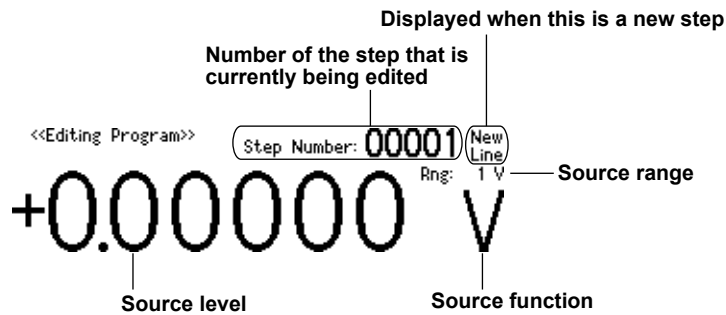 Displayed when this is a new step
Number of the step that is
currently being edited
<<Editing Program>>
Step Number: 00001
New
Line
Rng: 1 V
Source range
+0.00000 V
Source level
Source function